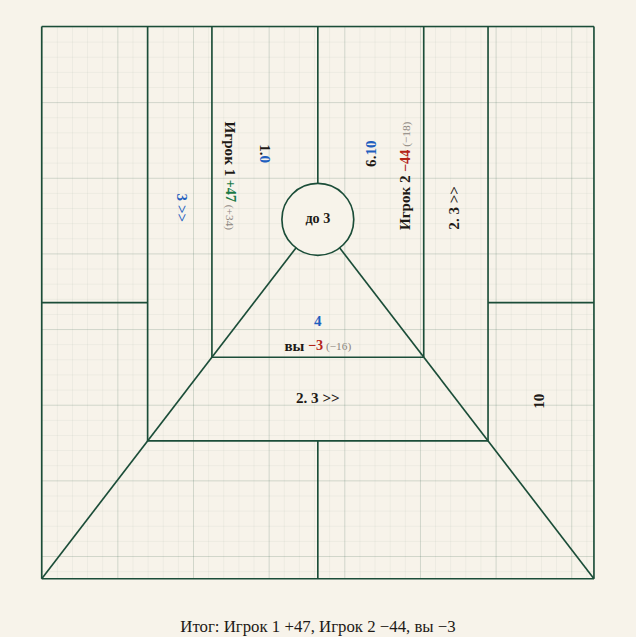 3 >>
Игрок 1 +47 (+34)
1.0
до 3
6.10
Игрок 2 −44 (−18)
2. 3 >>
4
вы −3 (−16)
2. 3 >>
10
Итог: Игрок 1 +47, Игрок 2 −44, вы −3